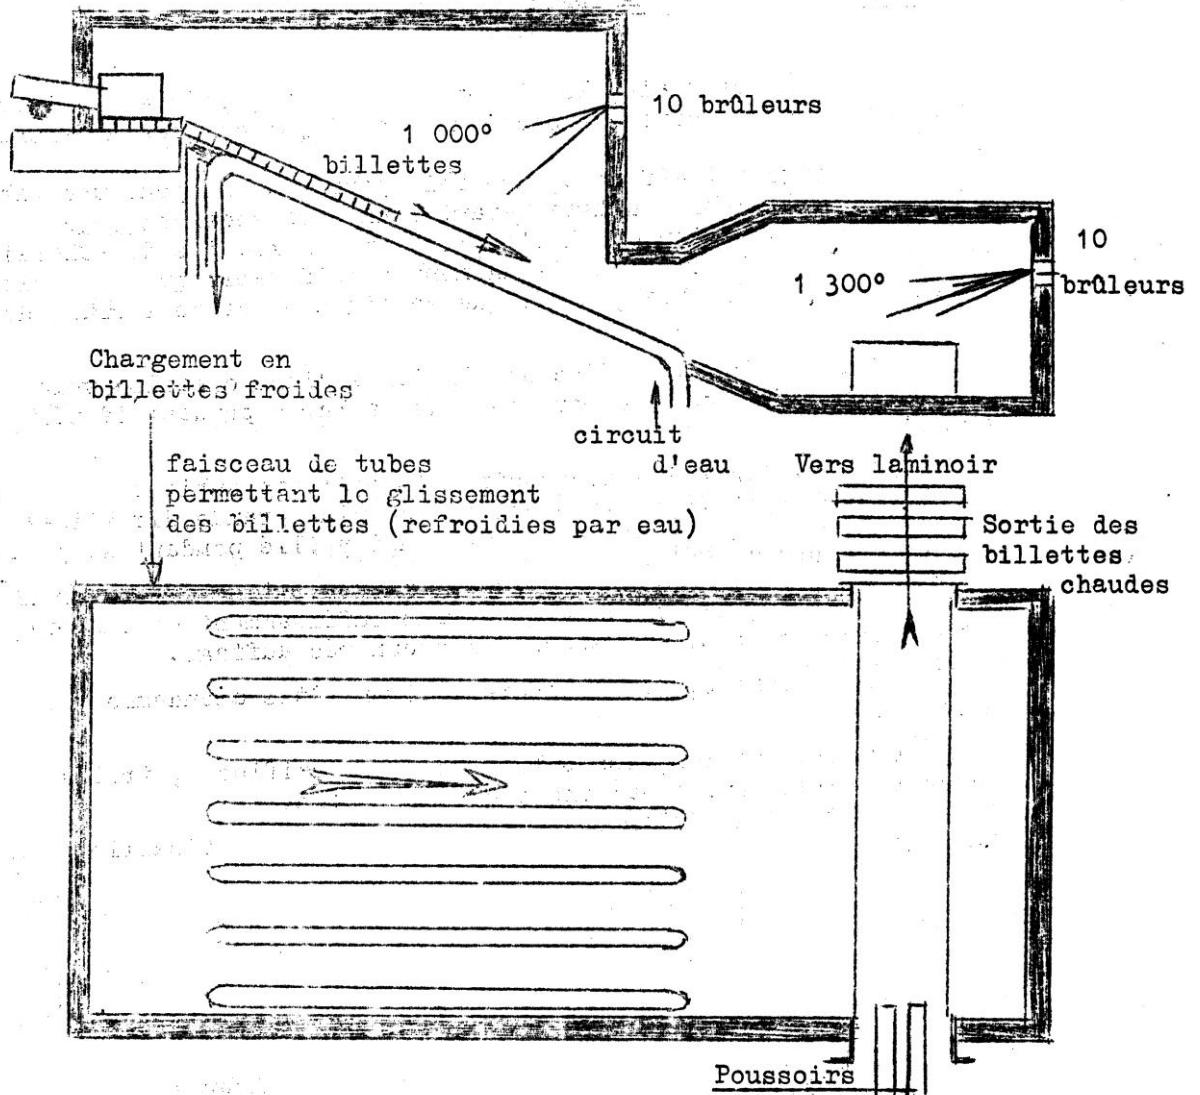 10 brûleurs
1 000°
billettes
10
brûleurs
1 300°
Chargement en
billettes froides
circuit
d'eau
Vers laminoir
faisceau de tubes
permettant le glissement
des billettes (refroidies par eau)
Sortie des
billettes
chaudes
Poussoirs